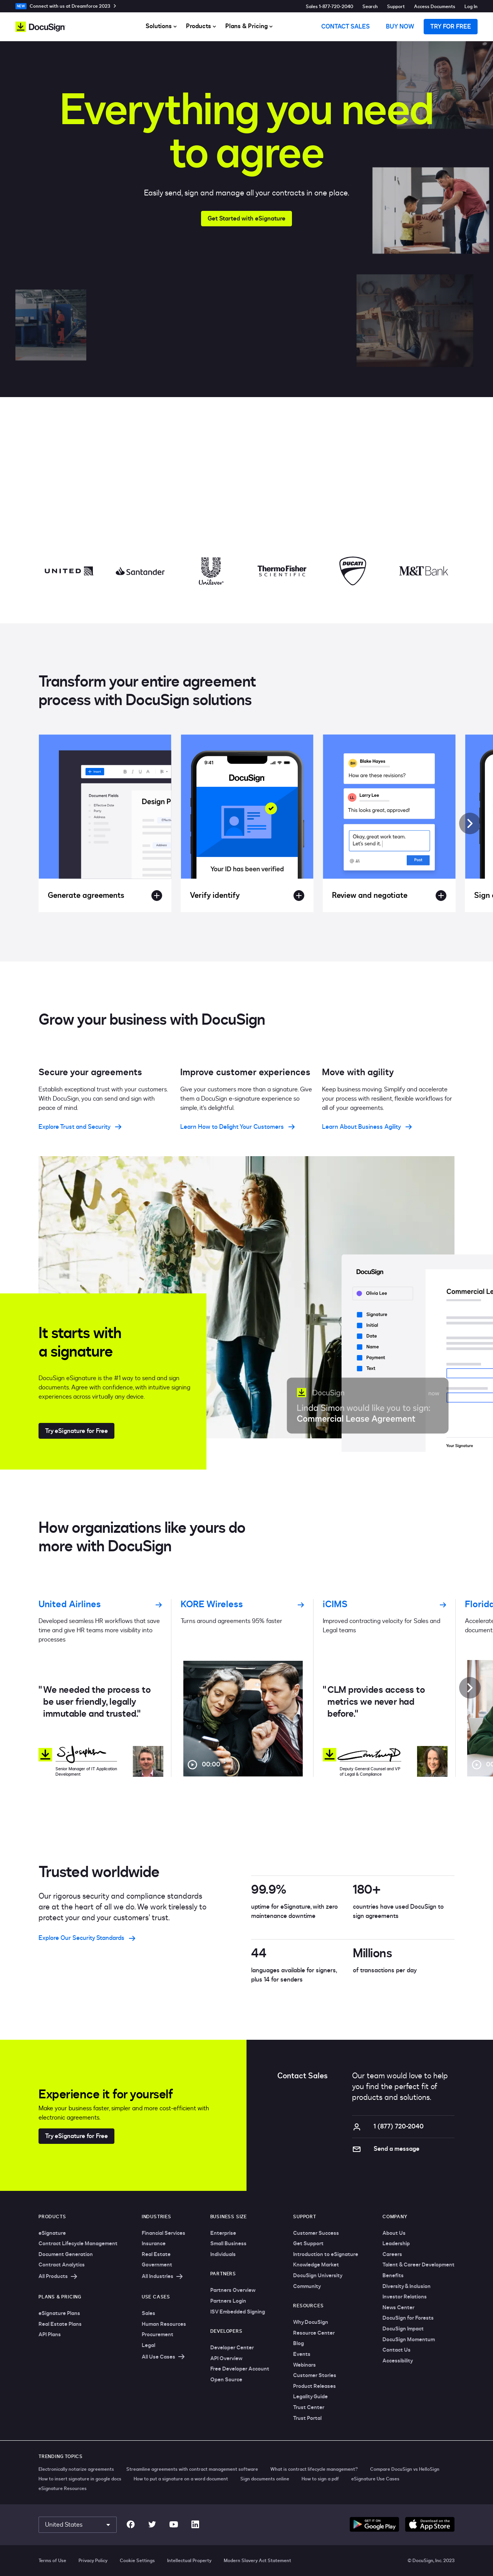 NEW Connect with us at Dreamforce 2023
Sales 1-877-720-2040 Search Support Access Documents Log In
DocuSign
Solutions Products Plans & Pricing
CONTACT SALES BUY NOW TRY FOR FREE
Everything you need
to agree
Easily send, sign and manage all your contracts in one place.
Get Started with eSignature
UNITED
Santander
Unilever
ThermoFisher
SCIENTIFIC
DUCATI
M&T Bank
Transform your entire agreement
process with DocuSign solutions
Document Fields
Effective Date
Party
Address
Design P
Generate agreements
9:41
DocuSign
Your ID has been verified
Verify identify
Blake Hayes
How are these revisions?
Larry Lee
This looks great, approved!
Okay, great work team.
Let's send it.
Post
Review and negotiate
Sign
Grow your business with DocuSign
Secure your agreements
Establish exceptional trust with your customers.
With DocuSign, you can send and sign with
peace of mind.
Explore Trust and Security
Improve customer experiences
Give your customers more than a signature. Give
them a DocuSign e-signature experience so
simple, it's delightful.
Learn How to Delight Your Customers
Move with agility
Keep business moving. Simplify and accelerate
your process with resilient, flexible workflows for
all of your agreements.
Learn About Business Agility
DocuSign
Olivia Lee
Signature
Initial
Date
Name
Payment
Text
Commercial Le
Your Signature
DocuSign now
Linda Simon would like you to sign:
Commercial Lease Agreement
It starts with
a signature
DocuSign eSignature is the #1 way to send and sign
documents. Agree with confidence, with intuitive signing
experiences across virtually any device.
Try eSignature for Free
How organizations like yours do
more with DocuSign
United Airlines
Developed seamless HR workflows that save
time and give HR teams more visibility into
processes
"We needed the process to
be user friendly, legally
immutable and trusted."
Senior Manager of IT Application
Development
KORE Wireless
Turns around agreements 95% faster
00:00
iCIMS
Improved contracting velocity for Sales and
Legal teams
"CLM provides access to
metrics we never had
before."
Deputy General Counsel and VP
of Legal & Compliance
Florida
Accelerate
document
Trusted worldwide
Our rigorous security and compliance standards
are at the heart of all we do. We work tirelessly to
protect your and your customers' trust.
Explore Our Security Standards
99.9%
uptime for eSignature, with zero
maintenance downtime
180+
countries have used DocuSign to
sign agreements
44
languages available for signers,
plus 14 for senders
Millions
of transactions per day
Experience it for yourself
Make your business faster, simpler and more cost-efficient with
electronic agreements.
Try eSignature for Free
Contact Sales
Our team would love to help
you find the perfect fit of
products and solutions.
1 (877) 720-2040
Send a message
PRODUCTS
eSignature
Contract Lifecycle Management
Document Generation
Contract Analytics
All Products
PLANS & PRICING
eSignature Plans
Real Estate Plans
API Plans
INDUSTRIES
Financial Services
Insurance
Real Estate
Government
All Industries
USE CASES
Sales
Human Resources
Procurement
Legal
All Use Cases
BUSINESS SIZE
Enterprise
Small Business
Individuals
PARTNERS
Partners Overview
Partners Login
ISV Embedded Signing
DEVELOPERS
Developer Center
API Overview
Free Developer Account
Open Source
SUPPORT
Customer Success
Get Support
Introduction to eSignature
Knowledge Market
DocuSign University
Community
RESOURCES
Why DocuSign
Resource Center
Blog
Events
Webinars
Customer Stories
Product Releases
Legality Guide
Trust Center
Trust Portal
COMPANY
About Us
Leadership
Careers
Talent & Career Development
Benefits
Diversity & Inclusion
Investor Relations
News Center
DocuSign for Forests
DocuSign Impact
DocuSign Momentum
Contact Us
Accessibility
TRENDING TOPICS
Electronically notarize agreements Streamline agreements with contract management software What is contract lifecycle management? Compare DocuSign vs HelloSign
How to insert signature in google docs How to put a signature on a word document Sign documents online How to sign a pdf eSignature Use Cases
eSignature Resources
United States
GET IT ON
Google Play
Download on the
App Store
Terms of Use Privacy Policy Cookie Settings Intellectual Property Modern Slavery Act Statement
© DocuSign, Inc. 2023